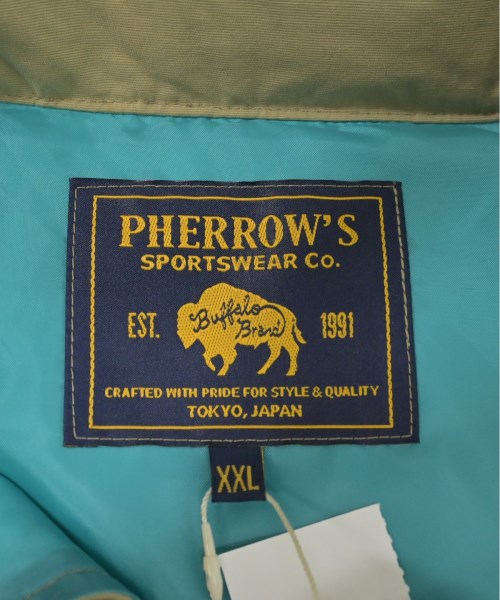 PHERROW'S
SPORTSWEAR CO.
EST. Buffalo Brand 1991
CRAFTED WITH PRIDE FOR STYLE & QUALITY
TOKYO, JAPAN
XXL